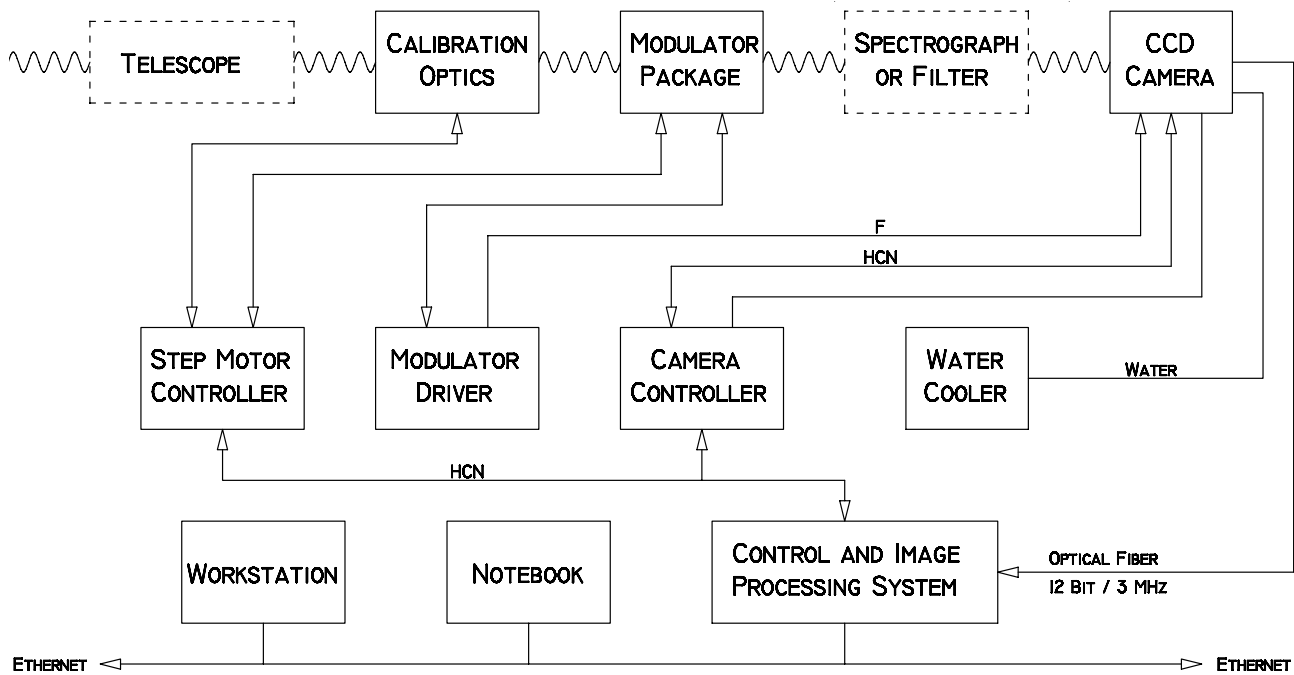 TELESCOPE
CALIBRATION
OPTICS
MODULATOR
PACKAGE
SPECTROGRAPH
OR FILTER
CCD
CAMERA
F
HCN
STEP MOTOR
CONTROLLER
MODULATOR
DRIVER
CAMERA
CONTROLLER
WATER
COOLER
WATER
HCN
WORKSTATION
NOTEBOOK
CONTROL AND IMAGE
PROCESSING SYSTEM
OPTICAL FIBER
12 BIT / 3 MHZ
ETHERNET
ETHERNET